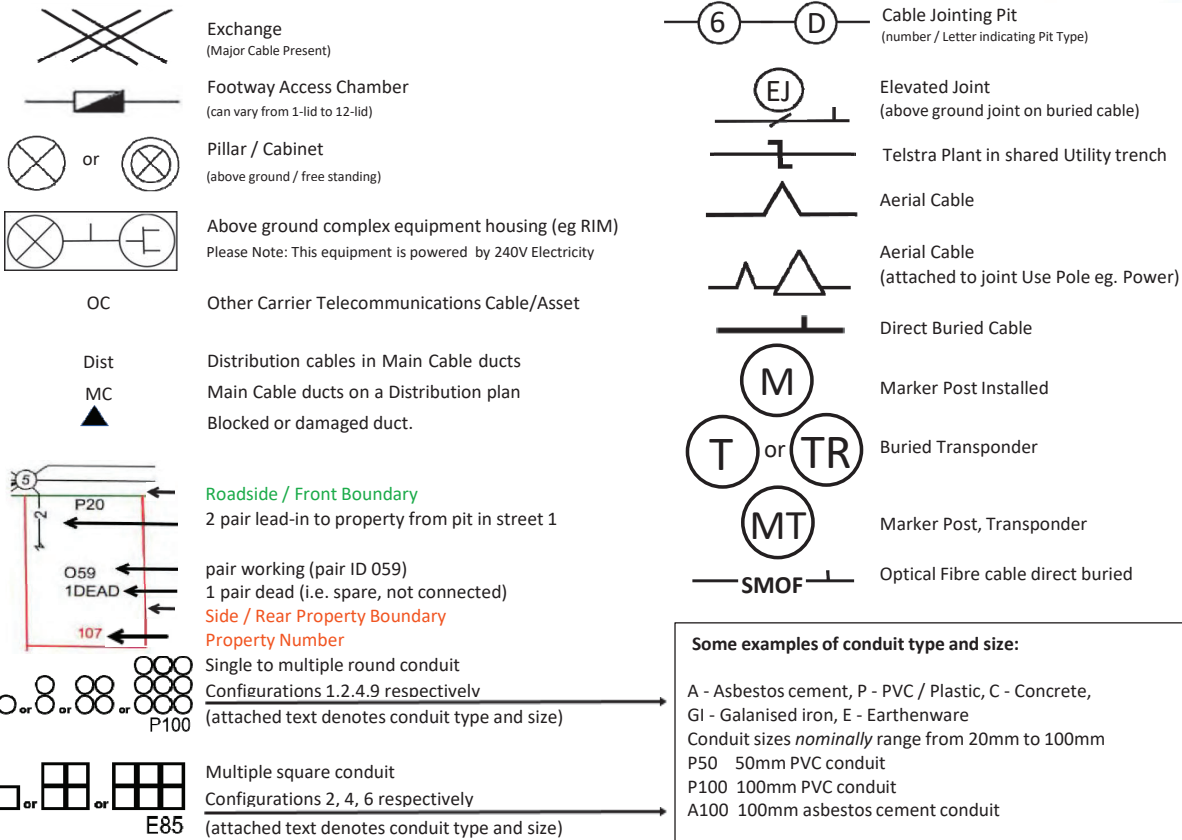 Exchange
(Major Cable Present)
Footway Access Chamber
(can vary from 1-lid to 12-lid)
or
Pillar / Cabinet
(above ground / free standing)
Above ground complex equipment housing (eg RIM)
Please Note: This equipment is powered by 240V Electricity
OC Other Carrier Telecommunications Cable/Asset
Dist Distribution cables in Main Cable ducts
MC Main Cable ducts on a Distribution plan
Blocked or damaged duct.
5
P20
2
Roadside / Front Boundary
2 pair lead-in to property from pit in street 1
O59
pair working (pair ID 059)
1DEAD
1 pair dead (i.e. spare, not connected)
Side / Rear Property Boundary
107
Property Number
Single to multiple round conduit
Configurations 1.2.4.9 respectively
or or or
P100
(attached text denotes conduit type and size)
Multiple square conduit
or or
Configurations 2, 4, 6 respectively
E85
(attached text denotes conduit type and size)
6 D
Cable Jointing Pit
(number / Letter indicating Pit Type)
EJ
Elevated Joint
(above ground joint on buried cable)
Telstra Plant in shared Utility trench
Aerial Cable
Aerial Cable
(attached to joint Use Pole eg. Power)
Direct Buried Cable
M
Marker Post Installed
T or TR
Buried Transponder
MT
Marker Post, Transponder
SMOF
Optical Fibre cable direct buried
Some examples of conduit type and size:
A - Asbestos cement, P - PVC / Plastic, C - Concrete,
GI - Galanised iron, E - Earthenware
Conduit sizes nominally range from 20mm to 100mm
P50 50mm PVC conduit
P100 100mm PVC conduit
A100 100mm asbestos cement conduit